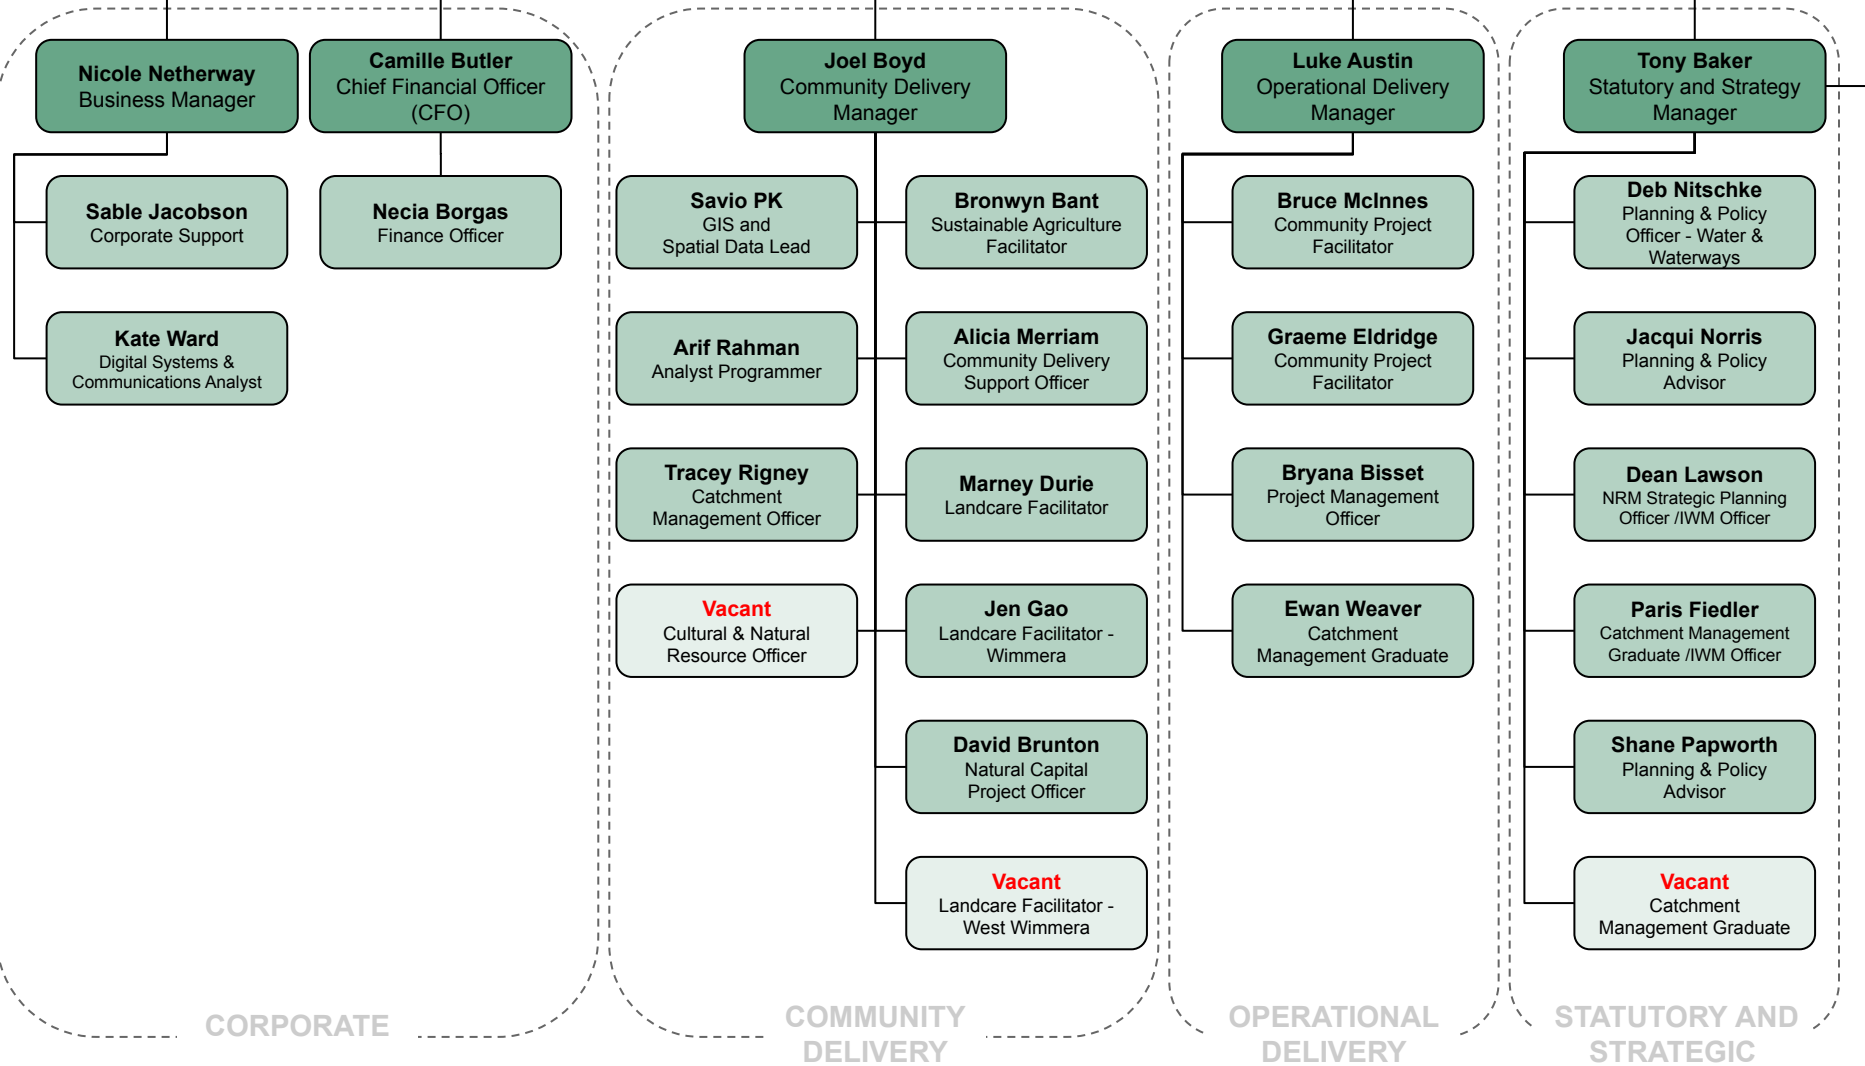 Nicole Netherway
Business Manager
Sable Jacobson
Corporate Support
Kate Ward
Digital Systems &
Communications Analyst
Camille Butler
Chief Financial Officer
(CFO)
Necia Borgas
Finance Officer
CORPORATE
Joel Boyd
Community Delivery
Manager
Savio PK
GIS and
Spatial Data Lead
Bronwyn Bant
Sustainable Agriculture
Facilitator
Arif Rahman
Analyst Programmer
Alicia Merriam
Community Delivery
Support Officer
Tracey Rigney
Catchment
Management Officer
Marney Durie
Landcare Facilitator
Vacant
Cultural & Natural
Resource Officer
Jen Gao
Landcare Facilitator -
Wimmera
David Brunton
Natural Capital
Project Officer
Vacant
Landcare Facilitator -
West Wimmera
COMMUNITY
DELIVERY
Luke Austin
Operational Delivery
Manager
Bruce McInnes
Community Project
Facilitator
Graeme Eldridge
Community Project
Facilitator
Bryana Bisset
Project Management
Officer
Ewan Weaver
Catchment
Management Graduate
OPERATIONAL
DELIVERY
Tony Baker
Statutory and Strategy
Manager
Deb Nitschke
Planning & Policy
Officer - Water &
Waterways
Jacqui Norris
Planning & Policy
Advisor
Dean Lawson
NRM Strategic Planning
Officer /IWM Officer
Paris Fiedler
Catchment Management
Graduate /IWM Officer
Shane Papworth
Planning & Policy
Advisor
Vacant
Catchment
Management Graduate
STATUTORY AND
STRATEGIC